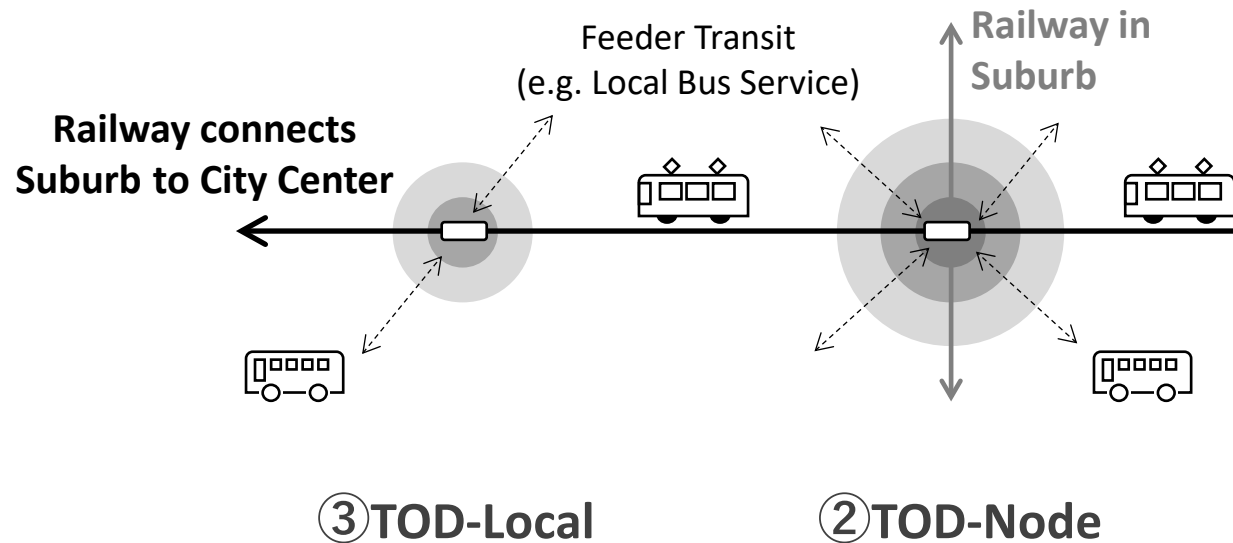 Feeder Transit
(e.g. Local Bus Service)
Railway in
Suburb
Railway connects
Suburb to City Center
③TOD-Local
②TOD-Node